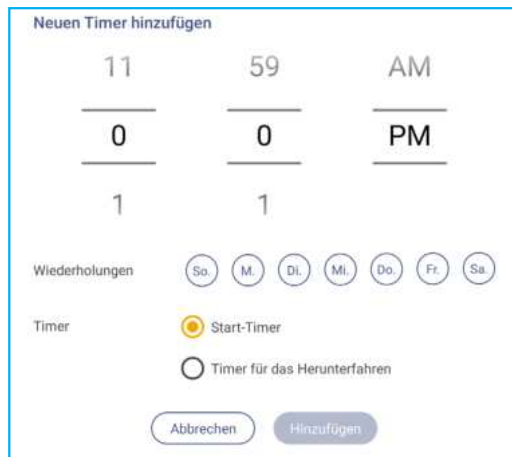 Neuen Timer hinzufügen
11 59 AM
0 0 PM
1 1
Wiederholungen So. M. Di. Mi. Do. Fr. Sa.
Timer Start-Timer
Timer für das Herunterfahren
Abbrechen Hinzufügen